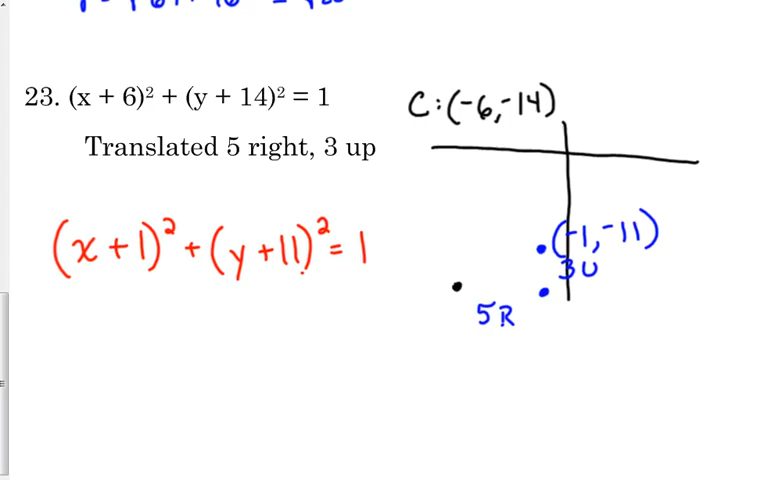 23. (x + 6)² + (y + 14)² = 1
Translated 5 right, 3 up
(x + 1)² + (y + 11)² = 1
C: (-6, -14)
(-1, -11)
3U
5R